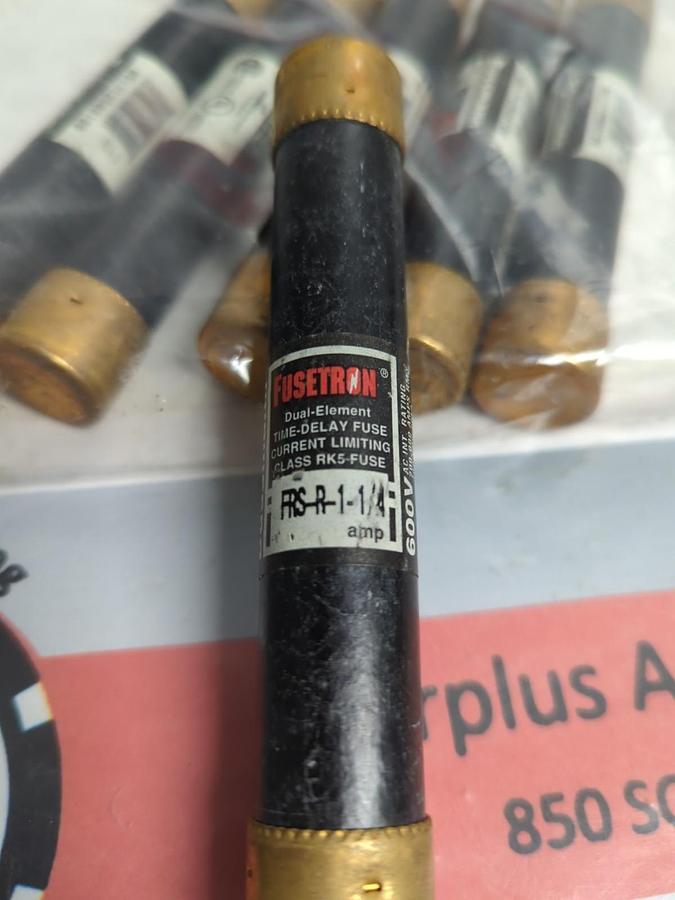 FUSETRON®
Dual-Element
TIME-DELAY FUSE
CURRENT LIMITING
CLASS RK5 FUSE
FRS-R-1-1/4
amp
600V AC INT. RATING
rplus A
850 SQ